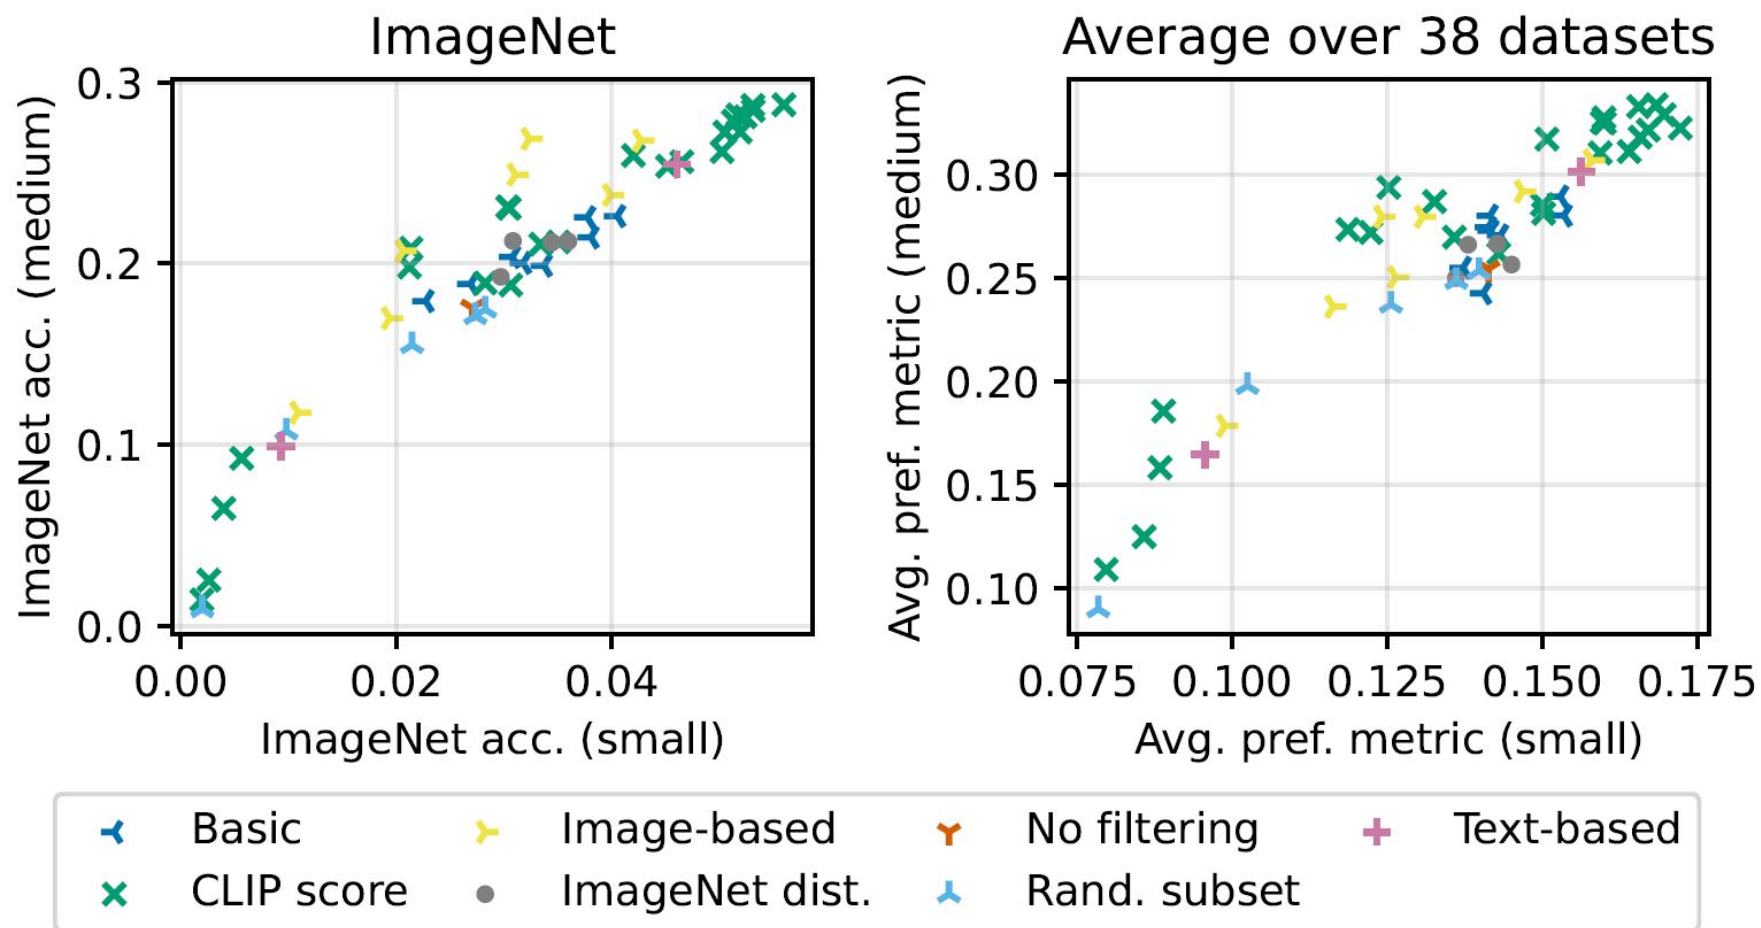 ImageNet
Average over 38 datasets
ImageNet acc. (medium)
0.3
0.2
0.1
0.0
0.00 0.02 0.04
ImageNet acc. (small)
Avg. pref. metric (medium)
0.30
0.25
0.20
0.15
0.10
0.075 0.100 0.125 0.150 0.175
Avg. pref. metric (small)
Basic Image-based No filtering Text-based
CLIP score ImageNet dist. Rand. subset